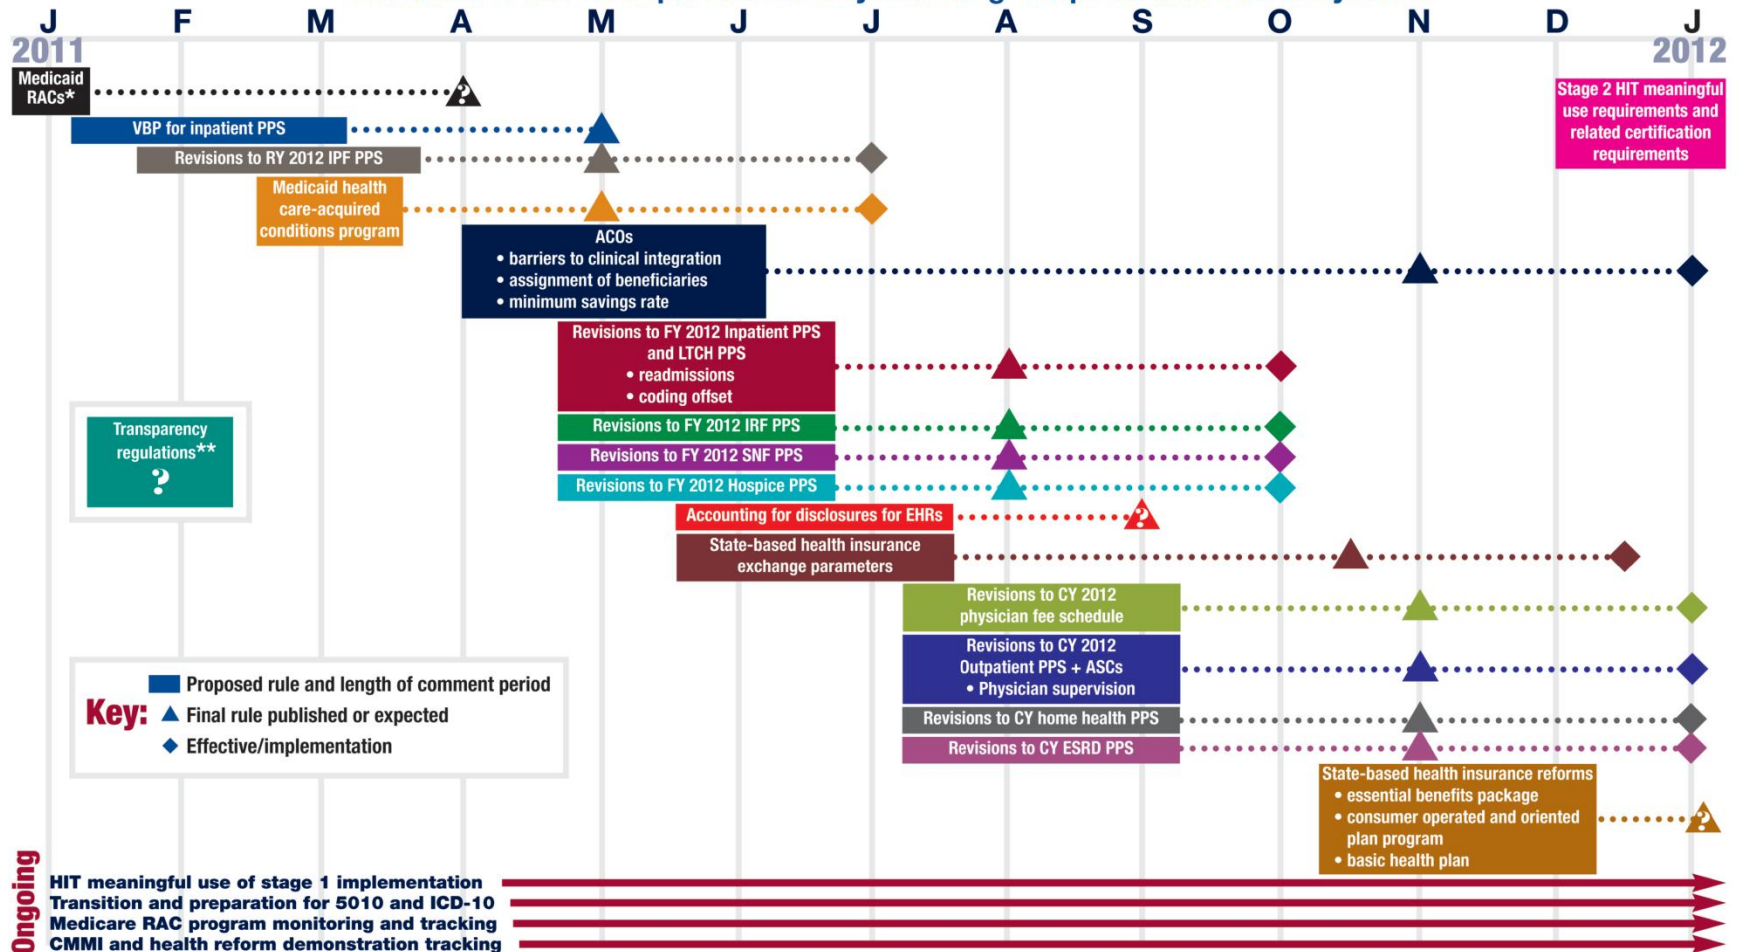 J F M A M J J A S O N D J
2011 2012
Medicaid
RACs*
?
Stage 2 HIT meaningful
use requirements and
related certification
requirements
VBP for inpatient PPS
Revisions to RY 2012 IPF PPS
Medicaid health
care-acquired
conditions program
ACOs
• barriers to clinical integration
• assignment of beneficiaries
• minimum savings rate
Revisions to FY 2012 Inpatient PPS
and LTCH PPS
• readmissions
• coding offset
Transparency
regulations**
?
Revisions to FY 2012 IRF PPS
Revisions to FY 2012 SNF PPS
Revisions to FY 2012 Hospice PPS
Accounting for disclosures for EHRs
?
State-based health insurance
exchange parameters
Revisions to CY 2012
physician fee schedule
Revisions to CY 2012
Outpatient PPS + ASCs
• Physician supervision
Revisions to CY home health PPS
Revisions to CY ESRD PPS
Key:
Proposed rule and length of comment period
Final rule published or expected
Effective/implementation
State-based health insurance reforms
• essential benefits package
• consumer operated and oriented
plan program
• basic health plan
?
Ongoing
HIT meaningful use of stage 1 implementation
Transition and preparation for 5010 and ICD-10
Medicare RAC program monitoring and tracking
CMMI and health reform demonstration tracking